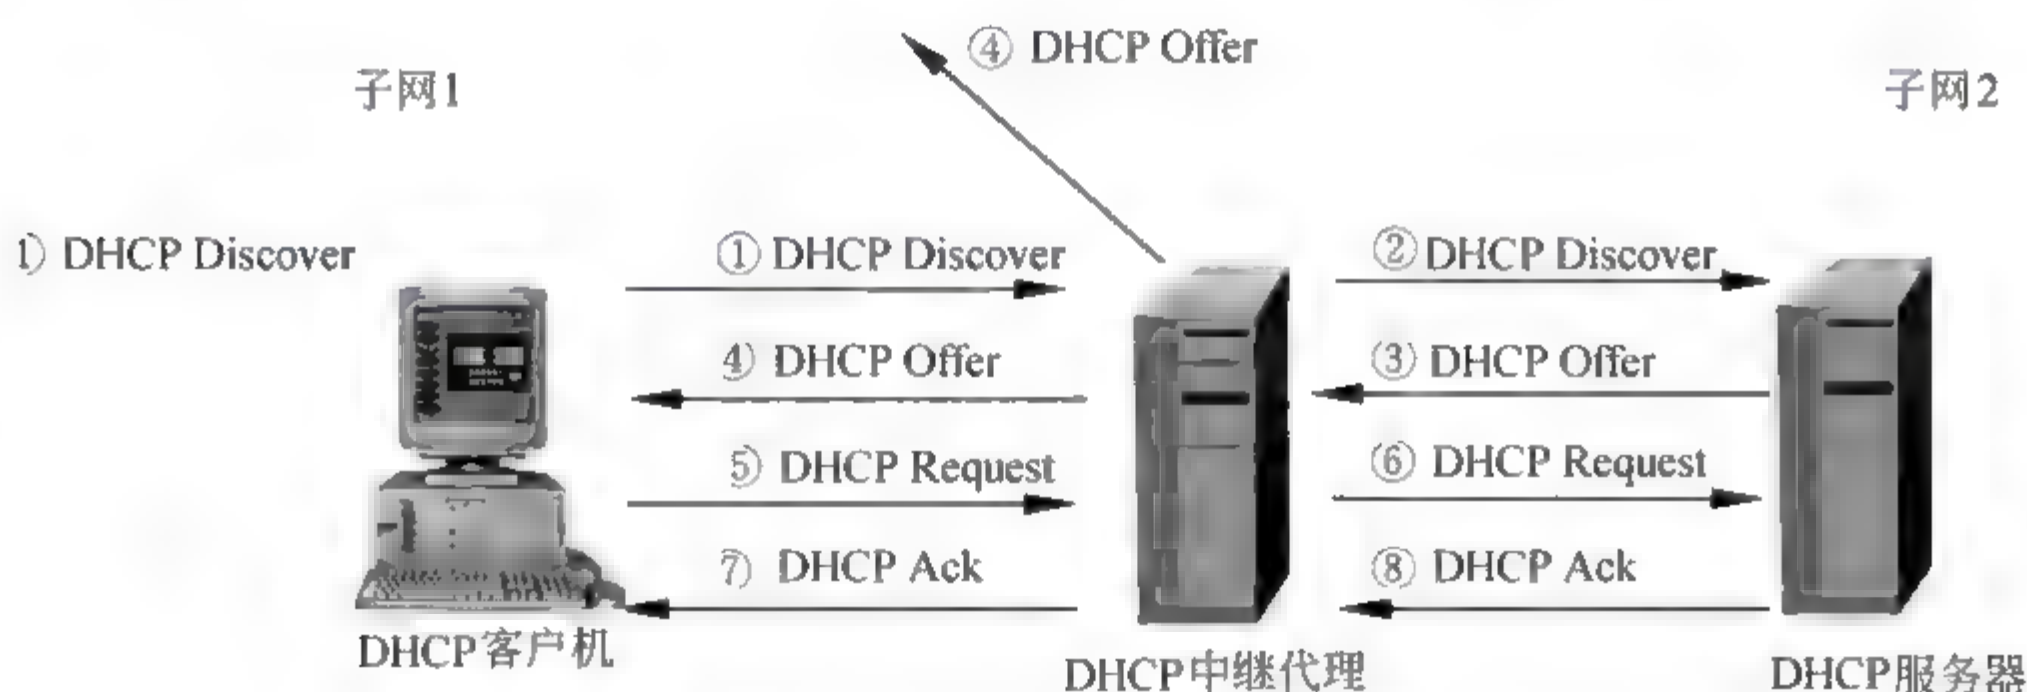 ④ DHCP Offer
子网1
子网2
1) DHCP Discover
① DHCP Discover
② DHCP Discover
④ DHCP Offer
③ DHCP Offer
⑤ DHCP Request
⑥ DHCP Request
⑦ DHCP Ack
⑧ DHCP Ack
DHCP客户机
DHCP中继代理
DHCP服务器